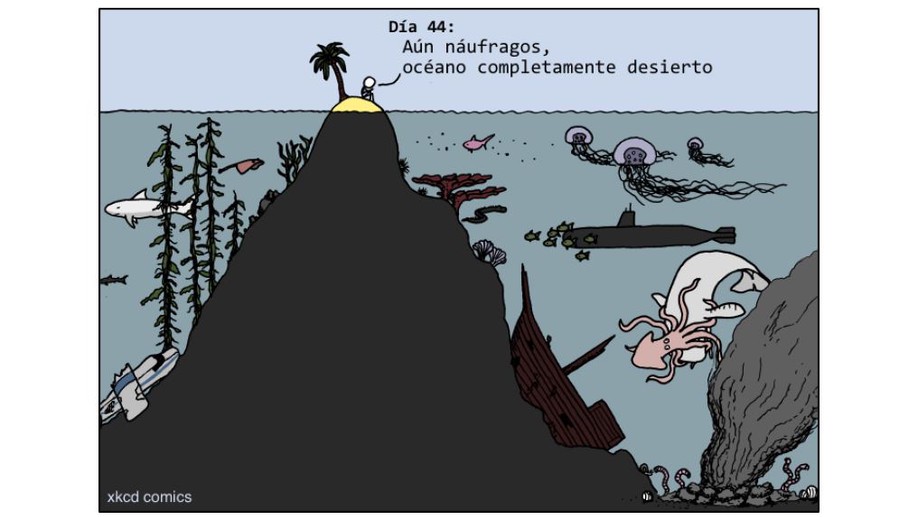 Día 44:
Aún náufragos,
océano completamente desierto
xkcd comics